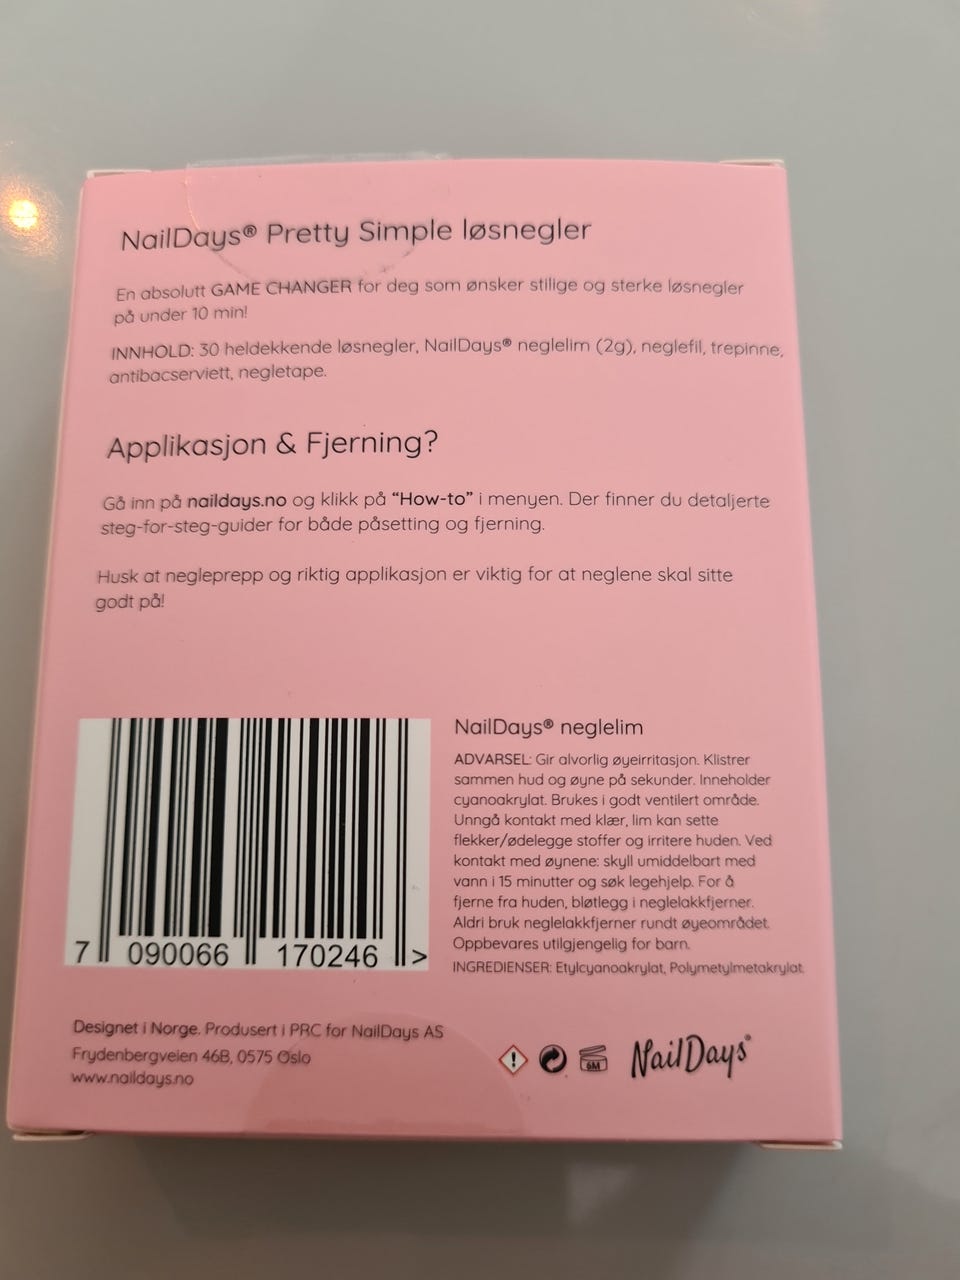 NailDays® Pretty Simple løsnegler
En absolutt GAME CHANGER for deg som ønsker stilige og sterke løsnegler
på under 10 min!
INNHOLD: 30 heldekkende løsnegler, NailDays® neglelim (2g), neglefil, trepinne,
antibacserviett, negletape.
Applikasjon & Fjerning?
Gå inn på naildays.no og klikk på “How-to” i menyen. Der finner du detaljerte
steg-for-steg-guider for både påsetting og fjerning.
Husk at negleprepp og riktig applikasjon er viktig for at neglene skal sitte
godt på!
7 090066 170246 >
NailDays® neglelim
ADVARSEL: Gir alvorlig øyeirritasjon. Klistrer
sammen hud og øyne på sekunder. Inneholder
cyanoakrylat. Brukes i godt ventilert område.
Unngå kontakt med klær, lim kan sette
flekker/ødelegge stoffer og irritere huden. Ved
kontakt med øynene: skyll umiddelbart med
vann i 15 minutter og søk legehjelp. For å
fjerne fra huden, bløtlegg i neglelakkfjerner.
Aldri bruk neglelakkfjerner rundt øyeområdet.
Oppbevares utilgjengelig for barn.
INGREDIENSER: Etylcyanoakrylat, Polymetylmetakrylat.
Designet i Norge. Produsert i PRC for NailDays AS
Frydenbergveien 46B, 0575 Oslo
www.naildays.no
6M
NailDays®